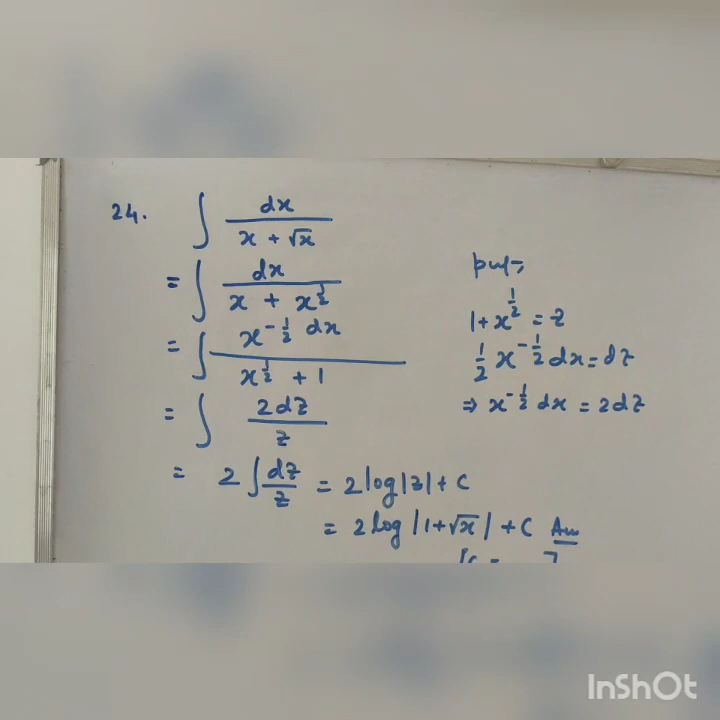 24. ∫ dx / (x + √x)
= ∫ dx / (x + x^(1/2))
= ∫ x^(-1/2) dx / (x^(1/2) + 1)
= ∫ 2dz / z
= 2 ∫ dz/z = 2 log|z| + C
= 2 log |1+√x| + C Ans
put,
1 + x^(1/2) = z
1/2 x^(-1/2) dx = dz
⇒ x^(-1/2) dx = 2dz
InShOt